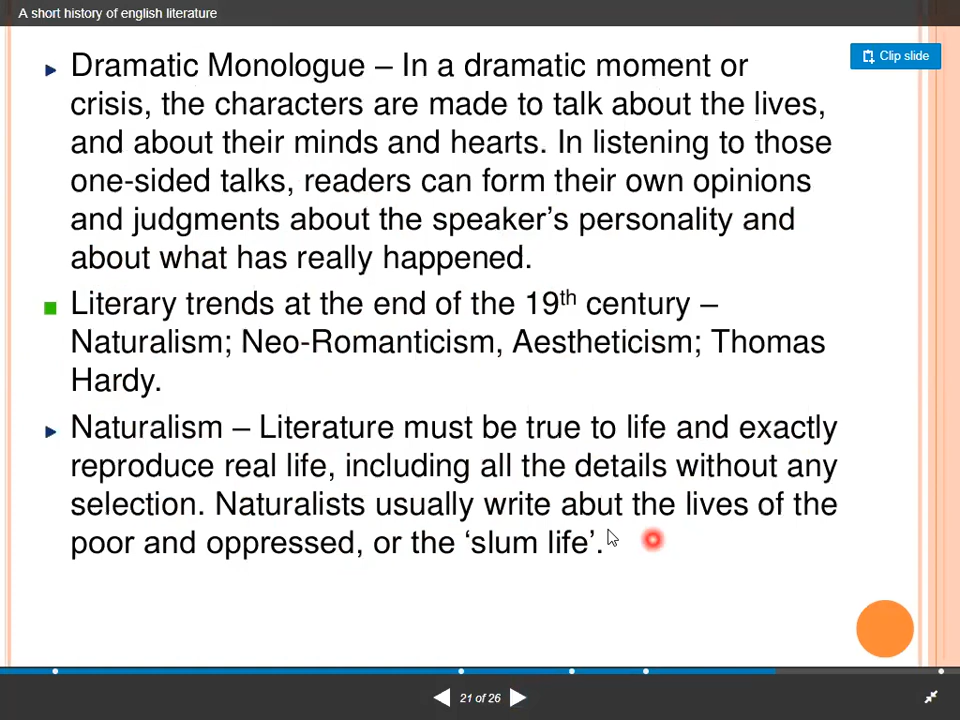 A short history of english literature
Clip slide
Dramatic Monologue – In a dramatic moment or
crisis, the characters are made to talk about the lives,
and about their minds and hearts. In listening to those
one-sided talks, readers can form their own opinions
and judgments about the speaker’s personality and
about what has really happened.
Literary trends at the end of the 19th century –
Naturalism; Neo-Romanticism, Aestheticism; Thomas
Hardy.
Naturalism – Literature must be true to life and exactly
reproduce real life, including all the details without any
selection. Naturalists usually write abut the lives of the
poor and oppressed, or the ‘slum life’.
21 of 26